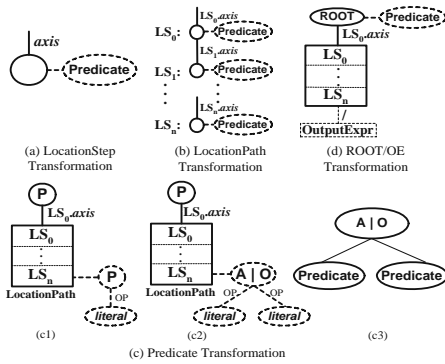 axis
Predicate
(a) LocationStep
Transformation
LS0.axis
LS0:
Predicate
LS1.axis
LS1:
Predicate
LSn.axis
LSn:
Predicate
(b) LocationPath
Transformation
ROOT
Predicate
LS0.axis
LS0
LSn
/
OutputExpr
(d) ROOT/OE
Transformation
P
LS0.axis
LS0
LSn
LocationPath
P
OP
literal
(c1)
P
LS0.axis
LS0
LSn
LocationPath
A | O
OP
OP
literal
literal
(c2)
A | O
Predicate
Predicate
(c3)
(c) Predicate Transformation